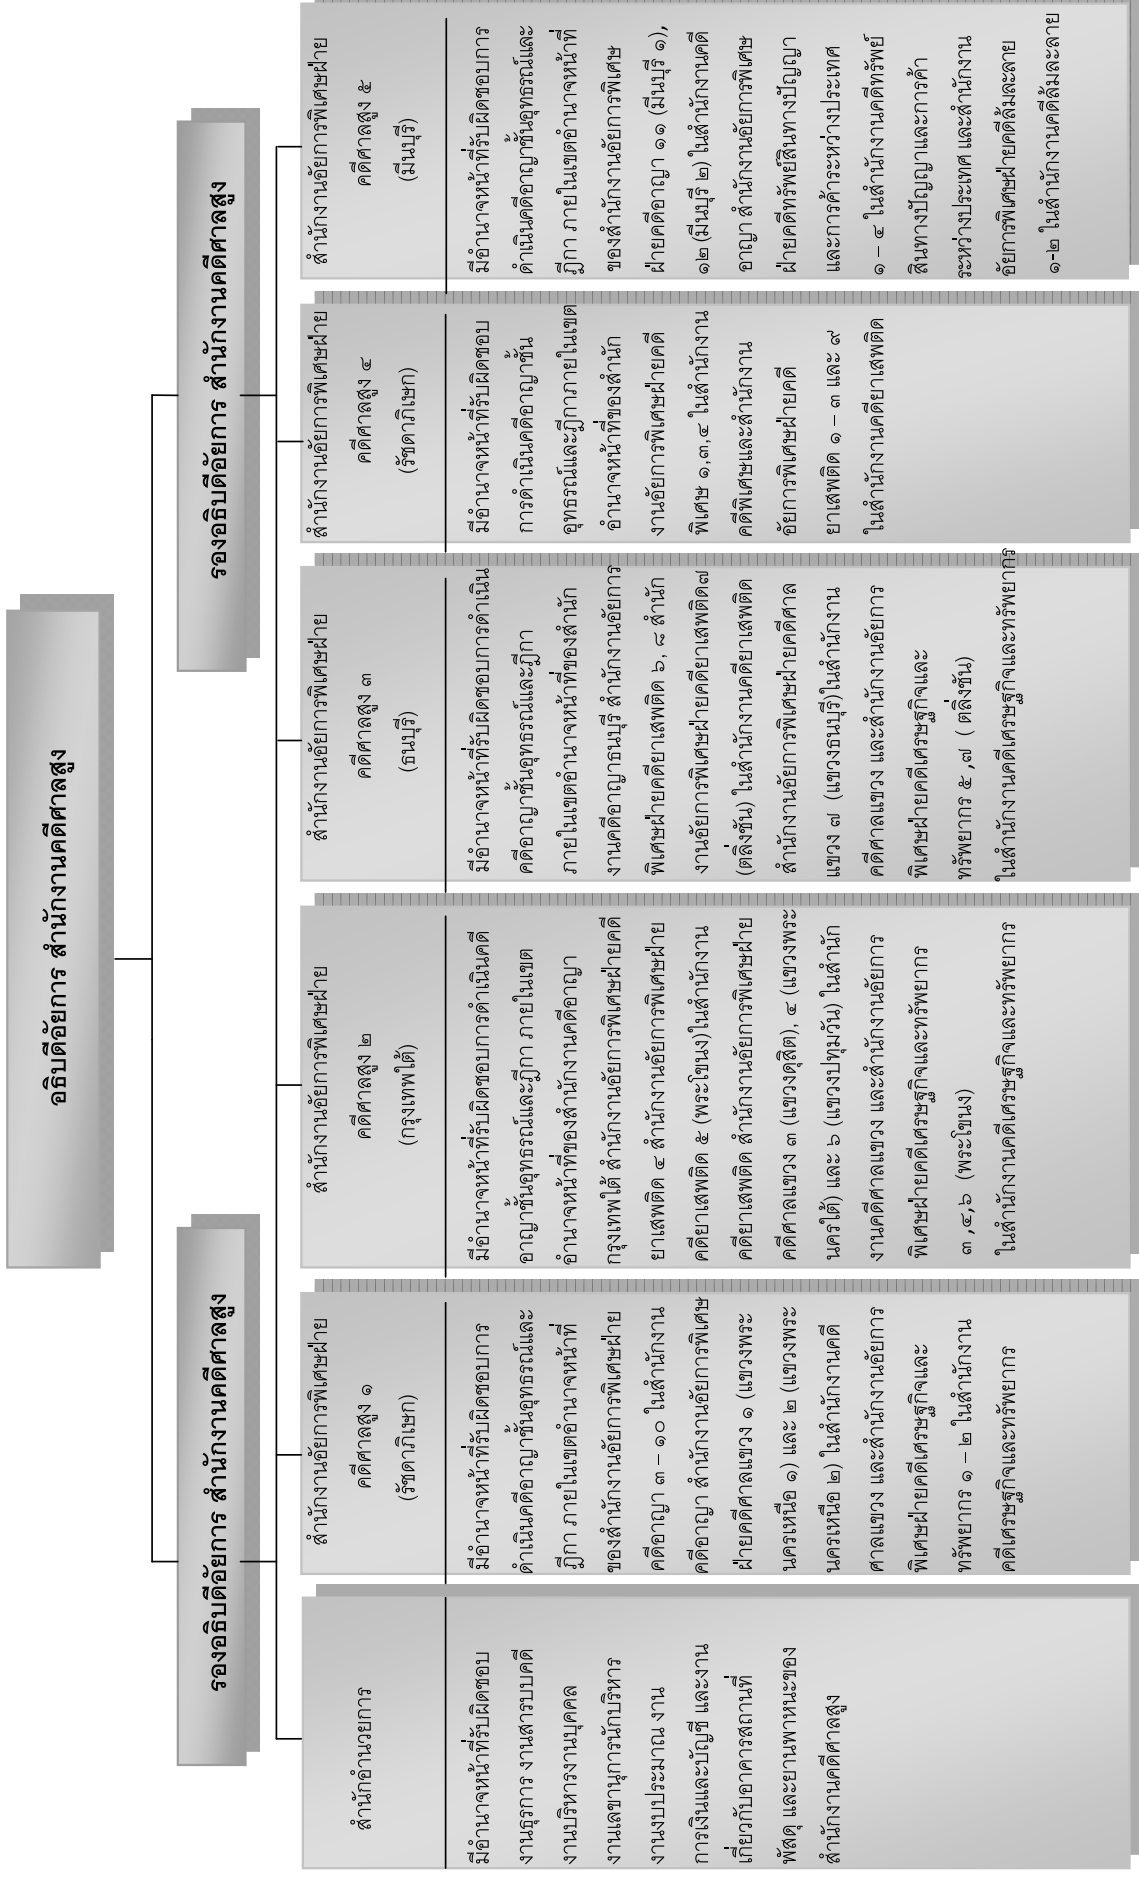 อธิบดีอัยการ สำนักงานคดีศาลสูง
รองอธิบดีอัยการ สำนักงานคดีศาลสูง
รองอธิบดีอัยการ สำนักงานคดีศาลสูง
สำนักอำนวยการ
มีอำนาจหน้าที่รับผิดชอบ
งานธุรการ งานสารบบคดี
งานบริหารงานบุคคล
งานเลขานุการนักบริหาร
งานงบประมาณ งาน
การเงินและบัญชี และงาน
เกี่ยวกับอาคารสถานที่
พัสดุ และยานพาหนะของ
สำนักงานคดีศาลสูง
สำนักงานอัยการพิเศษฝ่าย
คดีศาลสูง ๑
(รัชดาภิเษก)
มีอำนาจหน้าที่รับผิดชอบการ
ดำเนินคดีอาญาชั้นอุทธรณ์และ
ฎีกา ภายในเขตอำนาจหน้าที่
ของสำนักงานอัยการพิเศษฝ่าย
คดีอาญา ๓ – ๑๐ ในสำนักงาน
คดีอาญา สำนักงานอัยการพิเศษ
ฝ่ายคดีศาลแขวง ๑ (แขวงพระ
นครเหนือ ๑) และ ๒ (แขวงพระ
นครเหนือ ๒) ในสำนักงานคดี
ศาลแขวง และสำนักงานอัยการ
พิเศษฝ่ายคดีเศรษฐกิจและ
ทรัพยากร ๑ – ๒ ในสำนักงาน
คดีเศรษฐกิจและทรัพยากร
สำนักงานอัยการพิเศษฝ่าย
คดีศาลสูง ๒
(กรุงเทพใต้)
มีอำนาจหน้าที่รับผิดชอบการดำเนินคดี
อาญาชั้นอุทธรณ์และฎีกา ภายในเขต
อำนาจหน้าที่ของสำนักงานคดีอาญา
กรุงเทพใต้ สำนักงานอัยการพิเศษฝ่ายคดี
ยาเสพติด ๔ สำนักงานอัยการพิเศษฝ่าย
คดียาเสพติด ๕ (พระโขนง)ในสำนักงาน
คดียาเสพติด สำนักงานอัยการพิเศษฝ่าย
คดีศาลแขวง ๓ (แขวงดุสิต), ๔ (แขวงพระ
นครใต้) และ ๖ (แขวงปทุมวัน) ในสำนัก
งานคดีศาลแขวง และสำนักงานอัยการ
พิเศษฝ่ายคดีเศรษฐกิจและทรัพยากร
๓ ,๔,๖ (พระโขนง)
ในสำนักงานคดีเศรษฐกิจและทรัพยากร
สำนักงานอัยการพิเศษฝ่าย
คดีศาลสูง ๓
(ธนบุรี)
มีอำนาจหน้าที่รับผิดชอบการดำเนิน
คดีอาญาชั้นอุทธรณ์และฎีกา
ภายในเขตอำนาจหน้าที่ของสำนัก
งานคดีอาญาธนบุรี สำนักงานอัยการ
พิเศษฝ่ายคดียาเสพติด ๖, ๘ สำนัก
งานอัยการพิเศษฝ่ายคดียาเสพติด๗
(ตลิ่งชัน) ในสำนักงานคดียาเสพติด
สำนักงานอัยการพิเศษฝ่ายคดีศาล
แขวง ๗ (แขวงธนบุรี)ในสำนักงาน
คดีศาลแขวง และสำนักงานอัยการ
พิเศษฝ่ายคดีเศรษฐกิจและ
ทรัพยากร ๕ ,๗ ( ตลิ่งชัน)
ในสำนักงานคดีเศรษฐกิจและทรัพยากร
สำนักงานอัยการพิเศษฝ่าย
คดีศาลสูง ๔
(รัชดาภิเษก)
มีอำนาจหน้าที่รับผิดชอบ
การดำเนินคดีอาญาชั้น
อุทธรณ์และฎีกาภายในเขต
อำนาจหน้าที่ของสำนัก
งานอัยการพิเศษฝ่ายคดี
พิเศษ ๑,๓,๔ ในสำนักงาน
คดีพิเศษและสำนักงาน
อัยการพิเศษฝ่ายคดี
ยาเสพติด ๑ – ๓ และ ๙
ในสำนักงานคดียาเสพติด
สำนักงานอัยการพิเศษฝ่าย
คดีศาลสูง ๕
(มีนบุรี)
มีอำนาจหน้าที่รับผิดชอบการ
ดำเนินคดีอาญาชั้นอุทธรณ์และ
ฎีกา ภายในเขตอำนาจหน้าที่
ของสำนักงานอัยการพิเศษ
ฝ่ายคดีอาญา ๑๑ (มีนบุรี ๑),
๑๒ (มีนบุรี ๒) ในสำนักงานคดี
อาญา สำนักงานอัยการพิเศษ
ฝ่ายคดีทรัพย์สินทางปัญญา
และการค้าระหว่างประเทศ
๑ – ๔ ในสำนักงานคดีทรัพย์
สินทางปัญญาและการค้า
ระหว่างประเทศ และสำนักงาน
อัยการพิเศษฝ่ายคดีล้มละลาย
๑-๒ ในสำนักงานคดีล้มละลาย